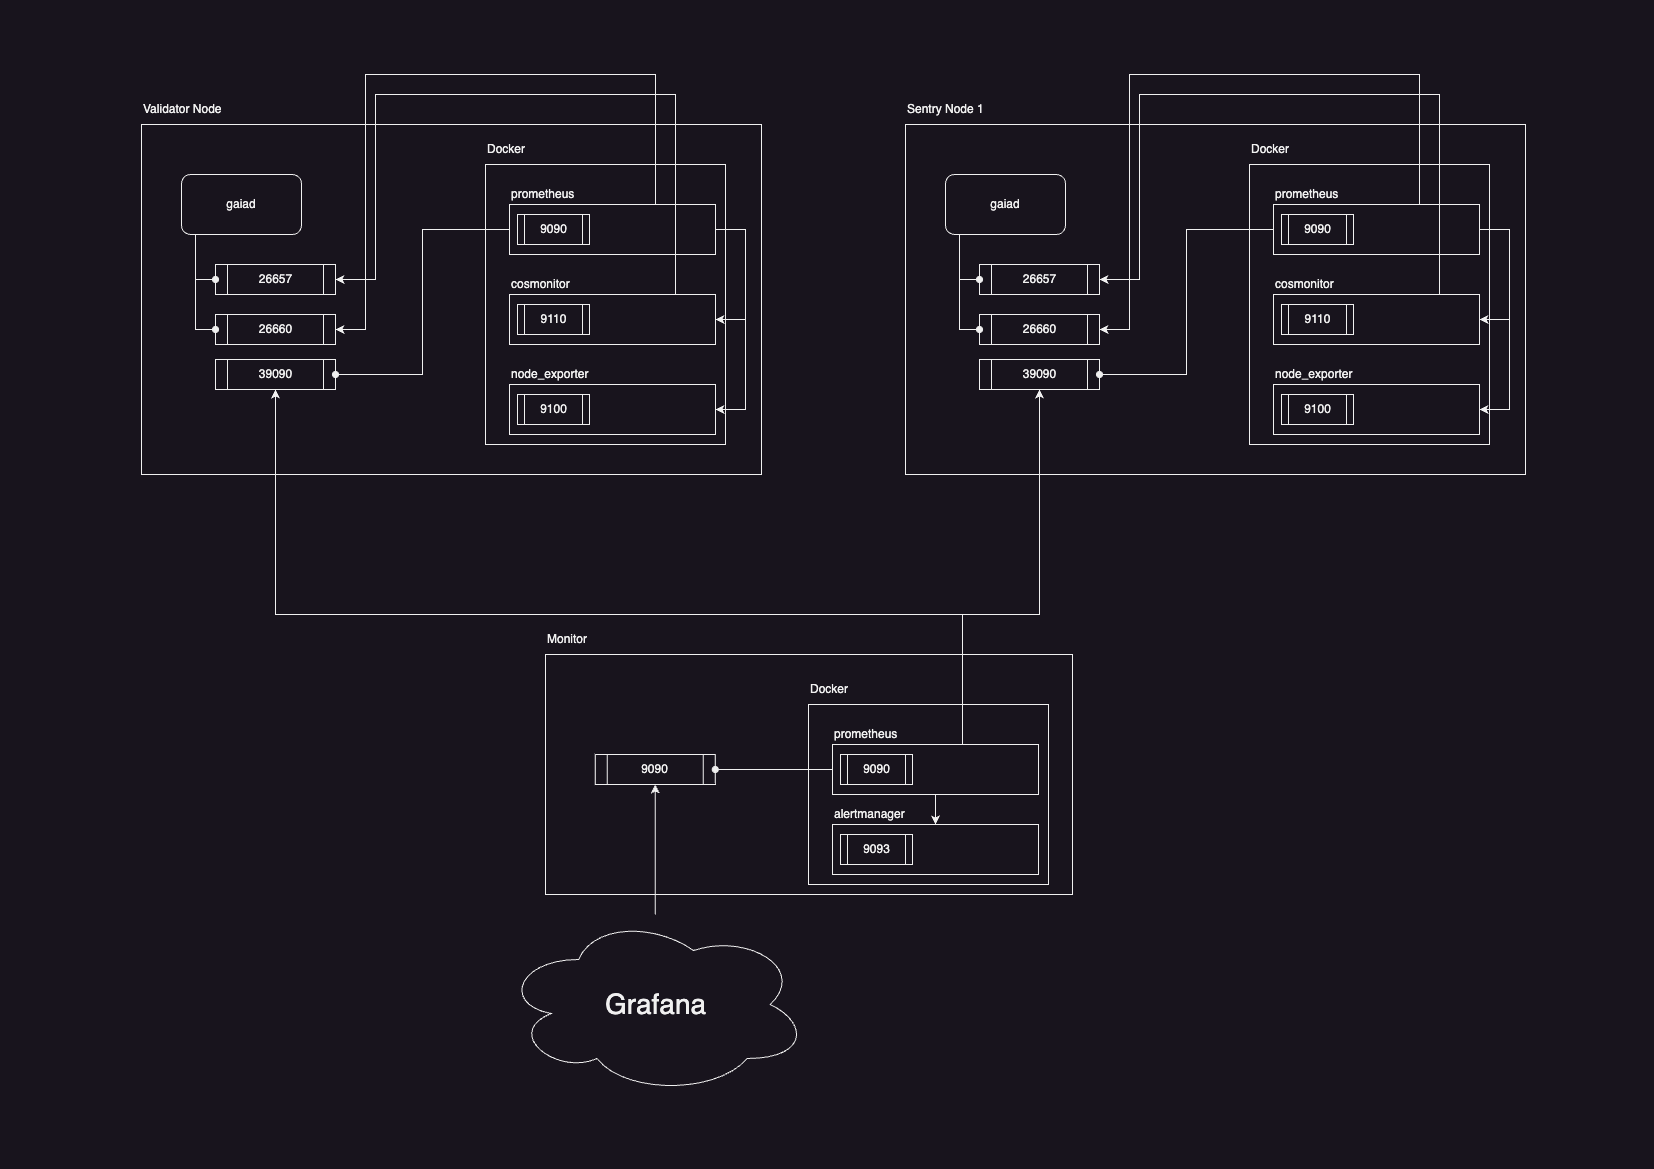 Validator Node
Docker
gaiad
prometheus
9090
26657
cosmonitor
9110
26660
39090
node_exporter
9100
Sentry Node 1
Docker
gaiad
prometheus
9090
26657
cosmonitor
9110
26660
39090
node_exporter
9100
Monitor
Docker
prometheus
9090
9090
alertmanager
9093
Grafana